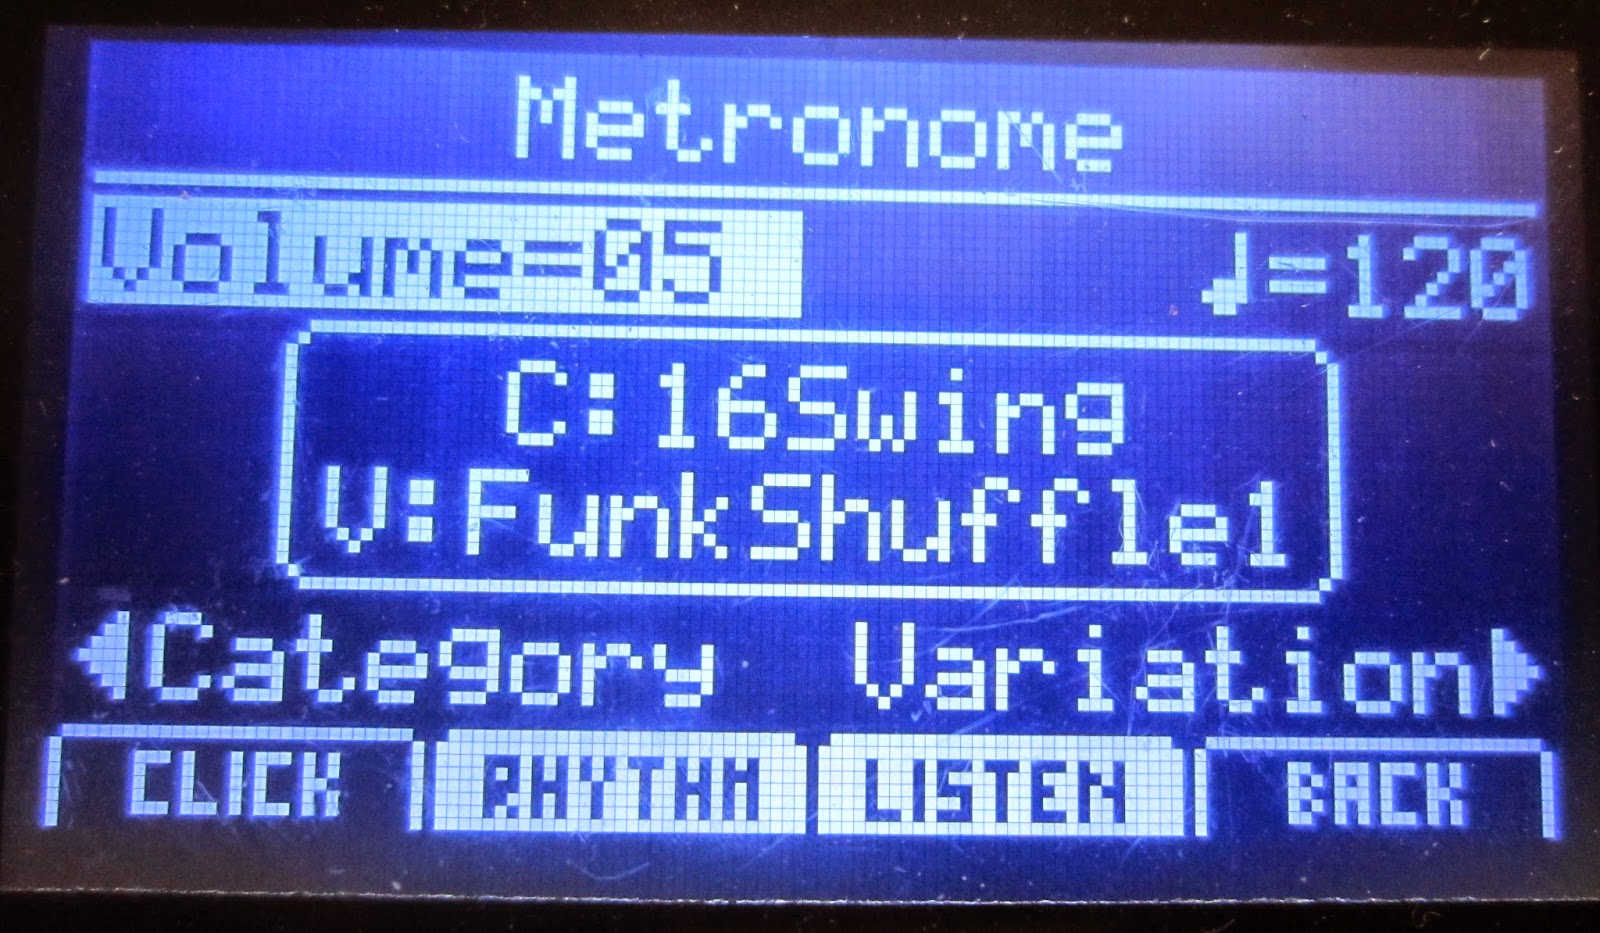 Metronome
Volume=05 ♩=120
C:16Swing
V:FunkShuffle1
◀Category Variation▶
CLICK RHYTHM LISTEN BACK